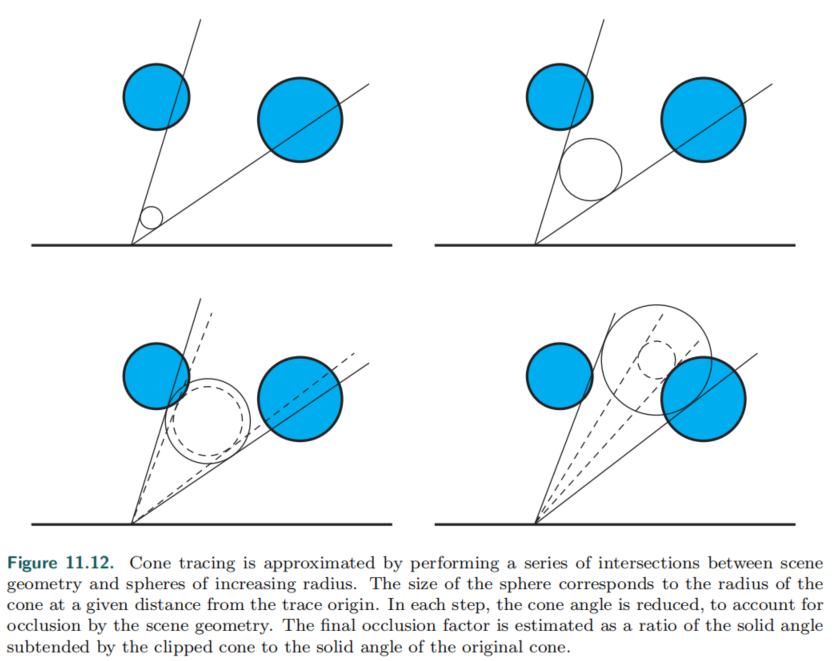 Figure 11.12. Cone tracing is approximated by performing a series of intersections between scene
geometry and spheres of increasing radius. The size of the sphere corresponds to the radius of the
cone at a given distance from the trace origin. In each step, the cone angle is reduced, to account for
occlusion by the scene geometry. The final occlusion factor is estimated as a ratio of the solid angle
subtended by the clipped cone to the solid angle of the original cone.